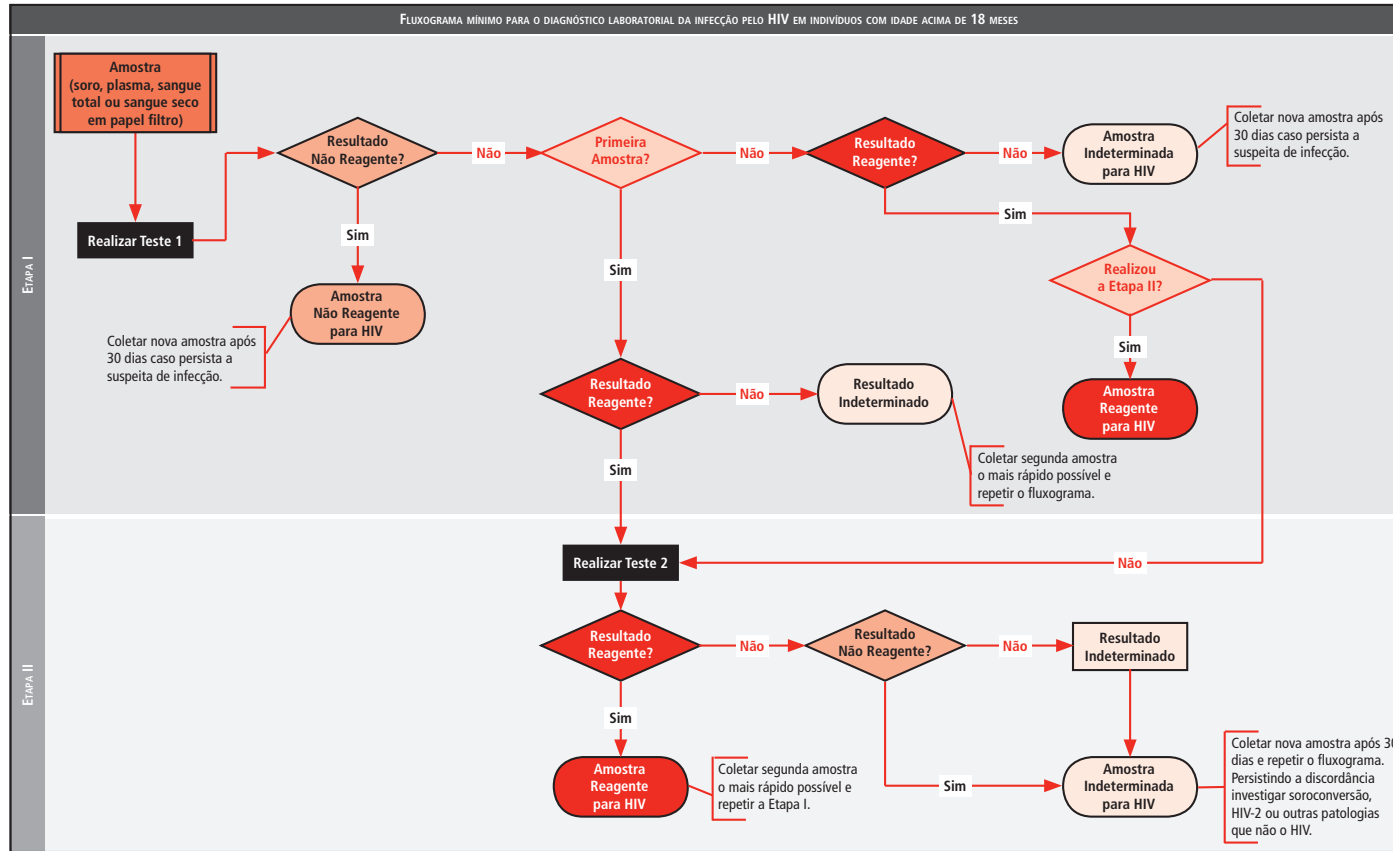 Fluxograma mínimo para o diagnóstico laboratorial da infecção pelo HIV em indivíduos com idade acima de 18 meses
Etapa I
Amostra
(soro, plasma, sangue
total ou sangue seco
em papel filtro)
Realizar Teste 1
Resultado
Não Reagente?
Não
Sim
Amostra
Não Reagente
para HIV
Coletar nova amostra após
30 dias caso persista a
suspeita de infecção.
Primeira
Amostra?
Não
Sim
Resultado
Reagente?
Não
Amostra
Indeterminada
para HIV
Coletar nova amostra após
30 dias caso persista a
suspeita de infecção.
Sim
Realizou
a Etapa II?
Sim
Amostra
Reagente
para HIV
Resultado
Reagente?
Não
Resultado
Indeterminado
Coletar segunda amostra
o mais rápido possível e
repetir o fluxograma.
Sim
Etapa II
Realizar Teste 2
Não
Resultado
Reagente?
Não
Resultado
Não Reagente?
Não
Resultado
Indeterminado
Sim
Amostra
Reagente
para HIV
Coletar segunda amostra
o mais rápido possível e
repetir a Etapa I.
Sim
Amostra
Indeterminada
para HIV
Coletar nova amostra após 30
dias e repetir o fluxograma.
Persistindo a discordância
investigar soroconversão,
HIV-2 ou outras patologias
que não o HIV.